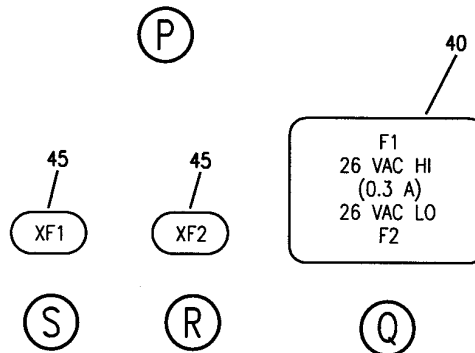 P
40
F1
26 VAC HI
(0.3 A)
26 VAC LO
F2
45 45
XF1 XF2
S R Q